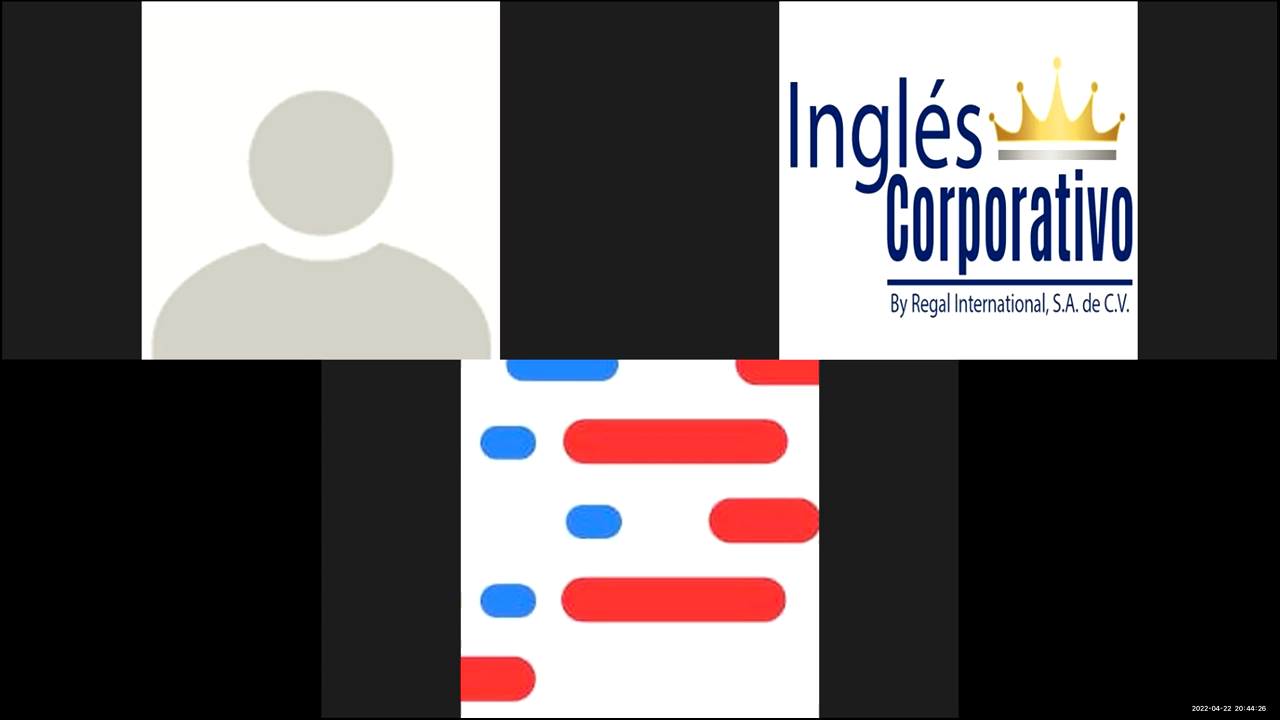 Inglés
Corporativo
By Regal International, S.A. de C.V.
2022-04-22 20:44:26